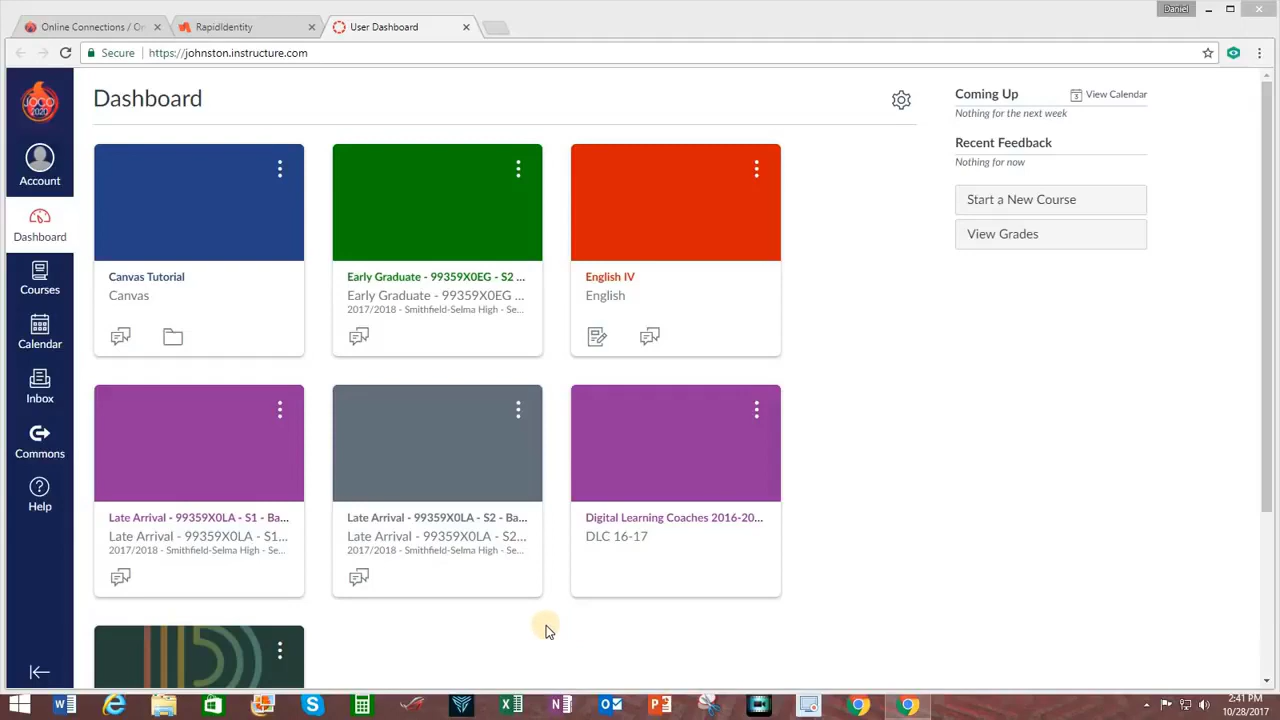 Daniel
Online Connections / On
RapidIdentity
User Dashboard
Secure
https://johnston.instructure.com
JOCO
2020
Account
Dashboard
Courses
Calendar
Inbox
Commons
Help
Dashboard
Canvas Tutorial
Canvas
Early Graduate - 99359X0EG - S2 ...
Early Graduate - 99359X0EG ...
2017/2018 - Smithfield-Selma High - Se...
English IV
English
Late Arrival - 99359X0LA - S1 - Ba...
Late Arrival - 99359X0LA - S1...
2017/2018 - Smithfield-Selma High - Se...
Late Arrival - 99359X0LA - S2 - Ba...
Late Arrival - 99359X0LA - S2...
2017/2018 - Smithfield-Selma High - Se...
Digital Learning Coaches 2016-20...
DLC 16-17
Coming Up
3
View Calendar
Nothing for the next week
Recent Feedback
Nothing for now
Start a New Course
View Grades
2:41 PM
10/28/2017